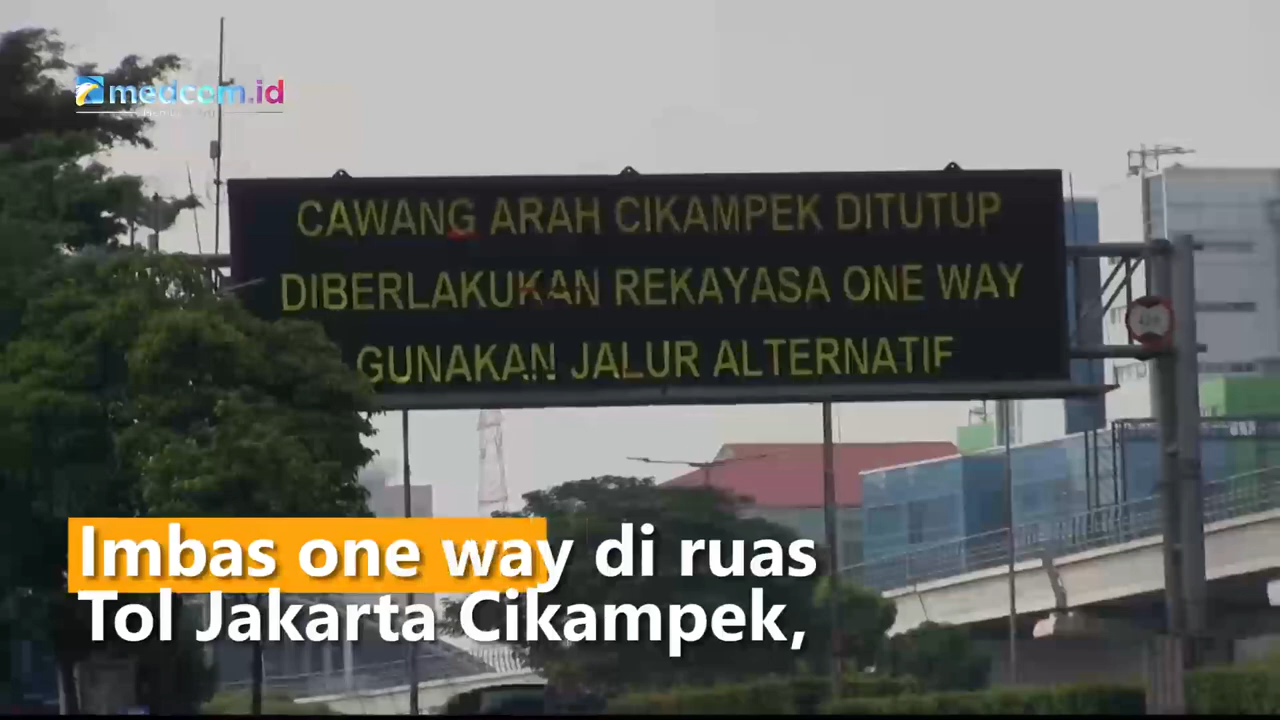 medcom.id
CAWANG ARAH CIKAMPEK DITUTUP
DIBERLAKUKAN REKAYASA ONE WAY
GUNAKAN JALUR ALTERNATIF
Imbas one way di ruas
Tol Jakarta Cikampek,